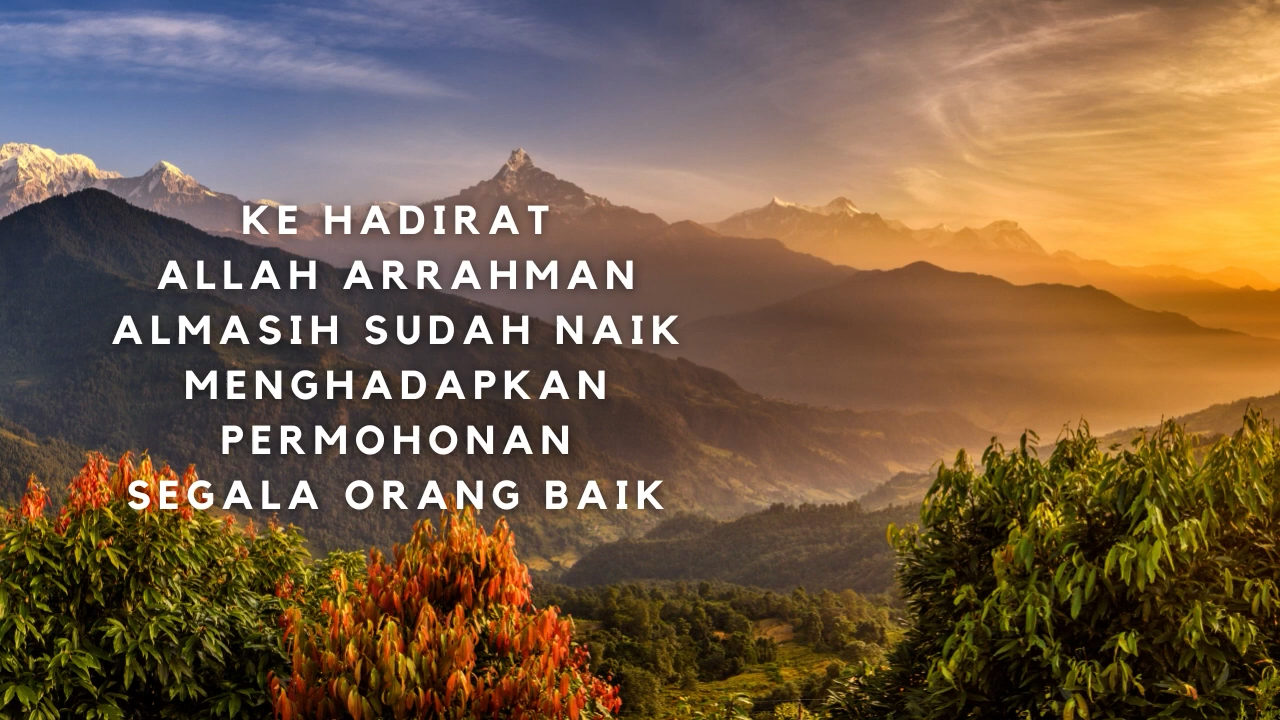 KE HADIRAT
ALLAH ARRAHMAN
ALMASIH SUDAH NAIK
MENGHADAPKAN
PERMOHONAN
SEGALA ORANG BAIK